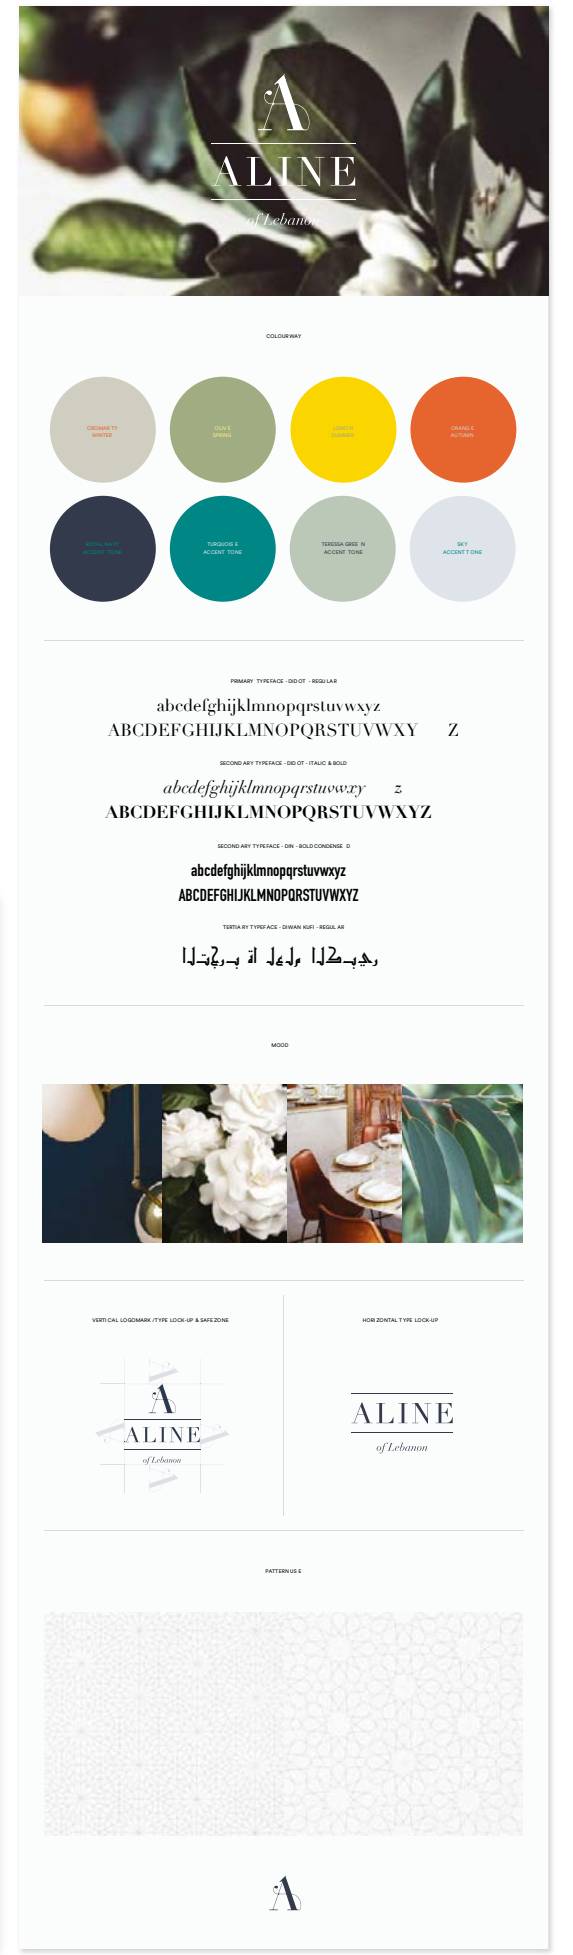 A
ALINE
of Lebanon
COLOURWAY
CROMARTY
WINTER
OLIVE
SPRING
LEMON
SUMMER
ORANGE
AUTUMN
ROYAL NAVY
ACCENT TONE
TURQUOISE
ACCENT TONE
TERESSA GREEN
ACCENT TONE
SKY
ACCENT TONE
PRIMARY TYPEFACE - DIDOT - REGULAR
abcdefghijklmnopqrstuvwxyz
ABCDEFGHIJKLMNOPQRSTUVWXY Z
SECONDARY TYPEFACE - DIDOT - ITALIC & BOLD
abcdefghijklmnopqrstuvwxy z
ABCDEFGHIJKLMNOPQRSTUVWXYZ
SECONDARY TYPEFACE - DIN - BOLD CONDENSED
abcdefghijklmnopqrstuvwxyz
ABCDEFGHIJKLMNOPQRSTUVWXYZ
TERTIARY TYPEFACE - DIWAN KUFI - REGULAR
MOOD
VERTICAL LOGOMARK / TYPE LOCK-UP & SAFEZONE
HORIZONTAL TYPE LOCK-UP
A
ALINE
of Lebanon
ALINE
of Lebanon
PATTERN USE
A